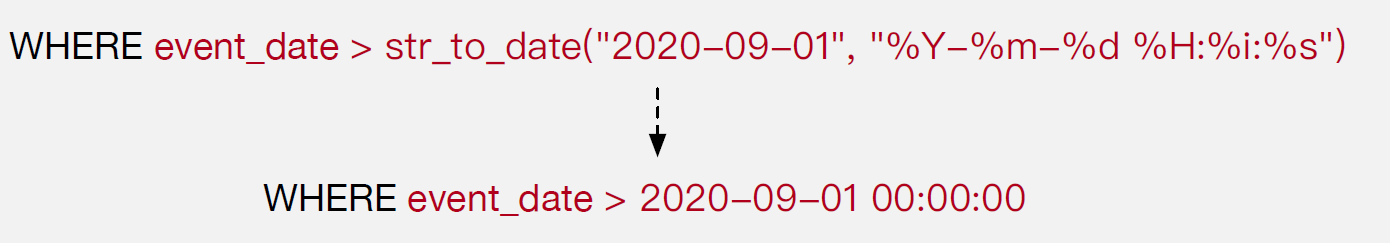 WHERE event_date > str_to_date("2020-09-01", "%Y-%m-%d %H:%i:%s")
WHERE event_date > 2020-09-01 00:00:00